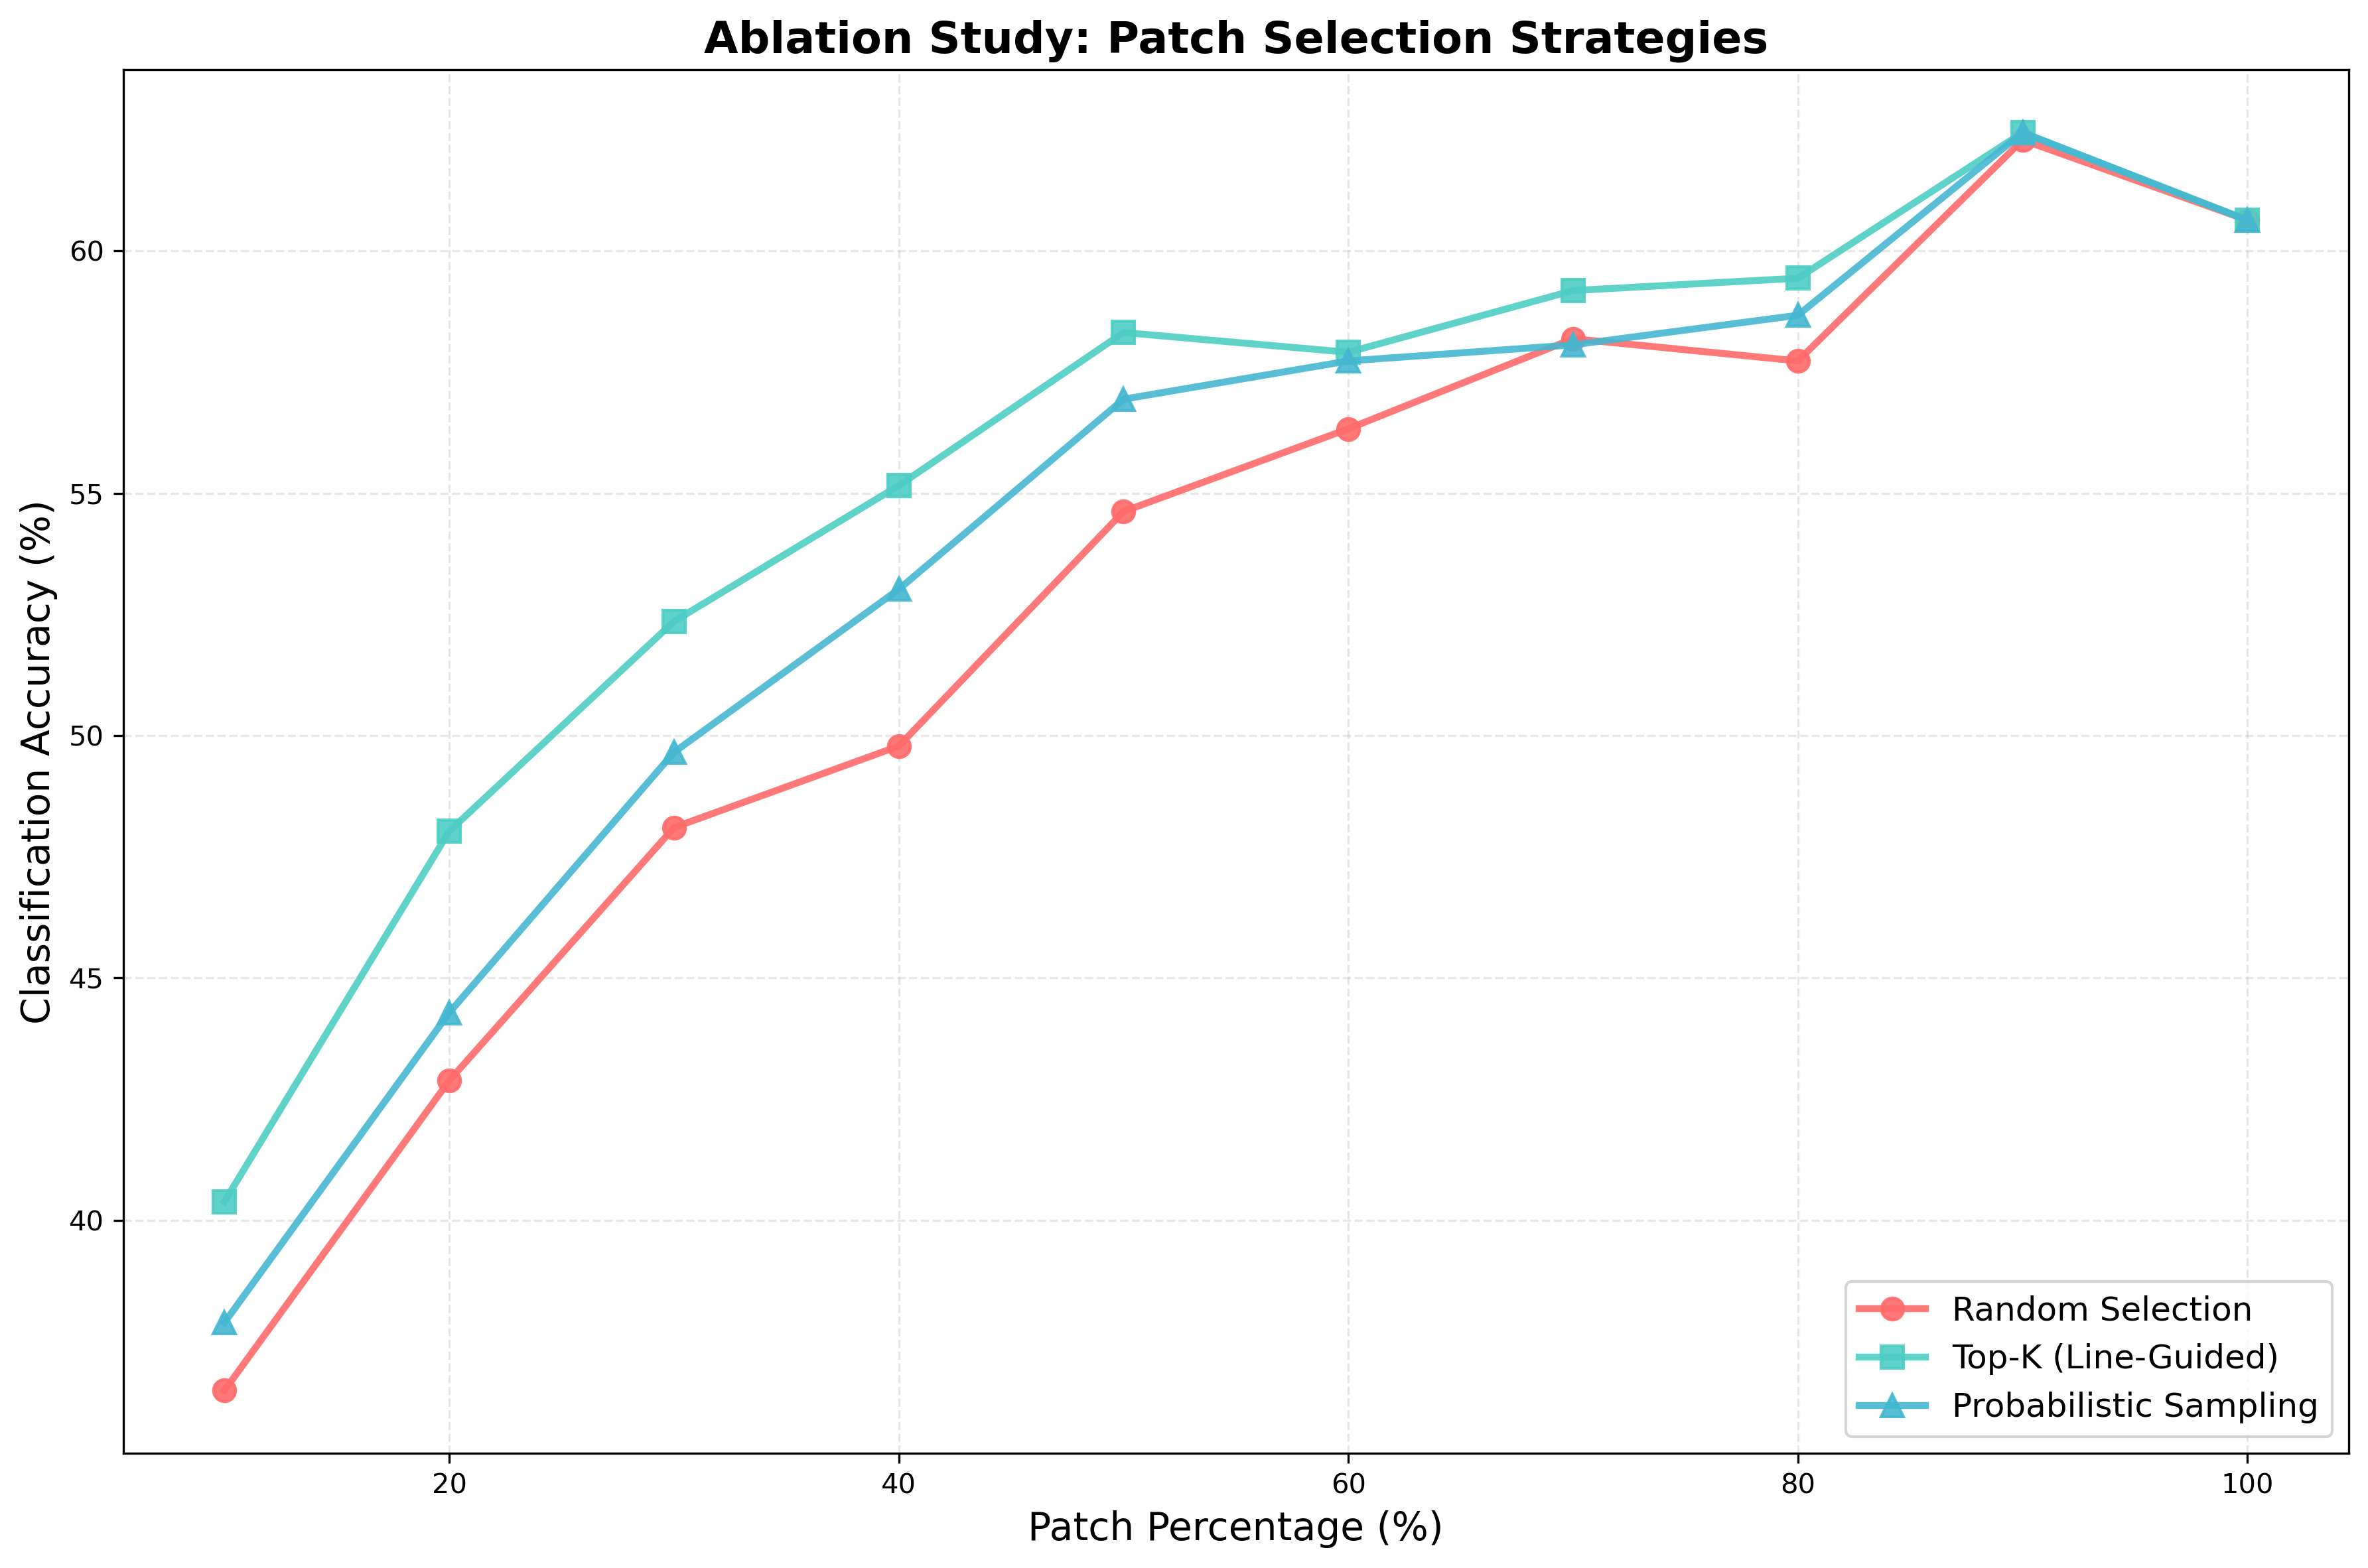 Ablation Study: Patch Selection Strategies
Classification Accuracy (%)
60
55
50
45
40
20
40
60
80
100
Patch Percentage (%)
Random Selection
Top-K (Line-Guided)
Probabilistic Sampling